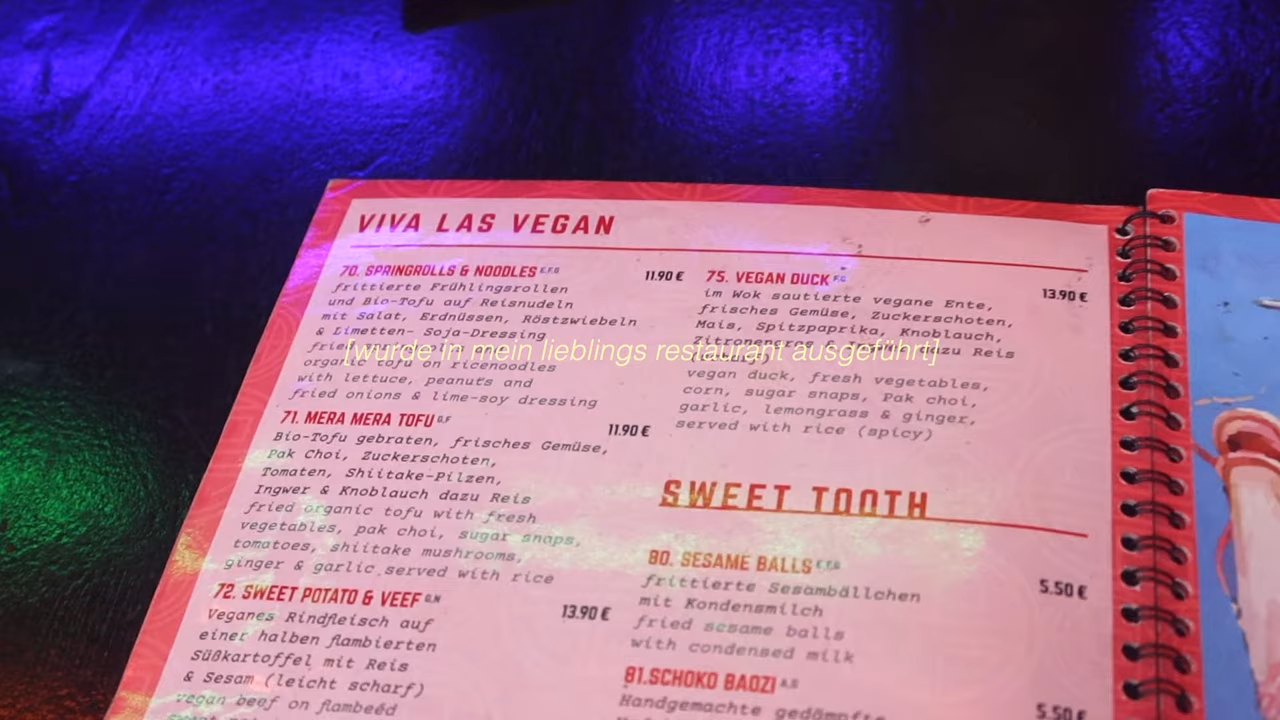 VIVA LAS VEGAN
70. SPRINGROLLS & NOODLES E,F,G 11.90 €
frittierte Frühlingsrollen
und Bio-Tofu auf Reisnudeln
mit Salat, Erdnüssen, Röstzwiebeln
& Limetten- Soja-Dressing
organic tofu on ricenoodles
with lettuce, peanuts and
fried onions & lime-soy dressing
71. MERA MERA TOFU 11.90 €
Bio-Tofu gebraten, frisches Gemüse,
Pak Choi, Zuckerschoten,
Tomaten, Shiitake-Pilzen,
Ingwer & Knoblauch dazu Reis
fried organic tofu with fresh
vegetables, pak choi, sugar snaps,
tomatoes, shiitake mushrooms,
ginger & garlic served with rice
72. SWEET POTATO & VEEF 13.90 €
Veganes Rindfleisch auf
einer halben flambierten
Süßkartoffel mit Reis
& Sesam (leicht scharf)
vegan beef on flambeéd
75. VEGAN DUCK 13.90 €
im Wok sautierte vegane Ente,
frisches Gemüse, Zuckerschoten,
Mais, Spitzpaprika, Knoblauch,
Zitronengras & Ingwer dazu Reis
[wurde in mein lieblings restaurant ausgeführt]
vegan duck, fresh vegetables,
corn, sugar snaps, Pak choi,
garlic, lemongrass & ginger,
served with rice (spicy)
SWEET TOOTH
80. SESAME BALLS 5.50 €
frittierte Sesambällchen
mit Kondensmilch
fried sesame balls
with condensed milk
81.SCHOKO BAOZI 5.50 €
Handgemachte gedämpfte